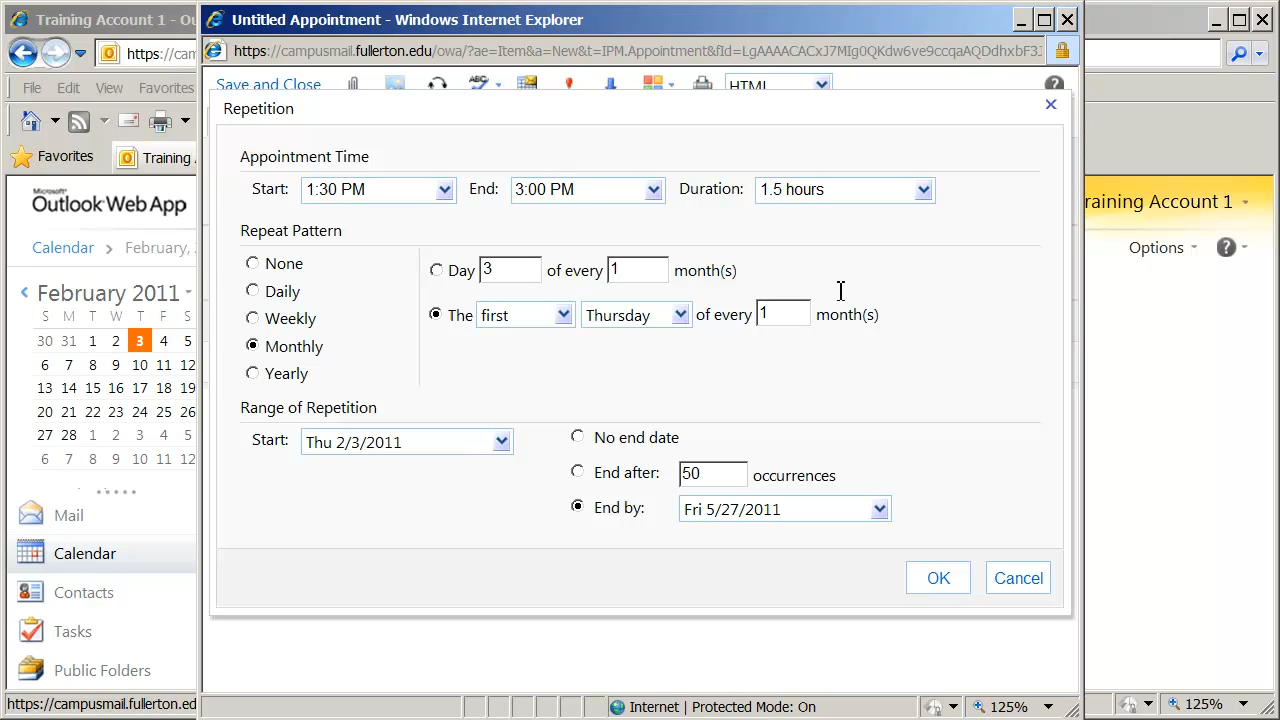 Training Account 1 - Ou
Untitled Appointment - Windows Internet Explorer
https://ca
https://campusmail.fullerton.edu/owa/?ae=Item&a=New&t=IPM.Appointment&fId=
File Edit View Favorites
Save and Close
HTML
Repetition
Favorites
Training
Appointment Time
Start: 1:30 PM End: 3:00 PM Duration: 1.5 hours
Microsoft
Outlook Web App
raining Account 1
Repeat Pattern
Calendar > February,
Options
None
Day 3 of every 1 month(s)
February 2011
Daily
The first Thursday of every 1 month(s)
Weekly
Monthly
Yearly
S M T W T F S
30 31 1 2 3 4 5
6 7 8 9 10 11 12
13 14 15 16 17 18 19
20 21 22 23 24 25 26
27 28 1 2 3 4 5
6 7 8 9 10 11 12
Range of Repetition
Start: Thu 2/3/2011
No end date
End after: 50 occurrences
End by: Fri 5/27/2011
OK Cancel
Mail
Calendar
Contacts
Tasks
Public Folders
https://campusmail.fullerton.ed
Internet | Protected Mode: On
125%
125%